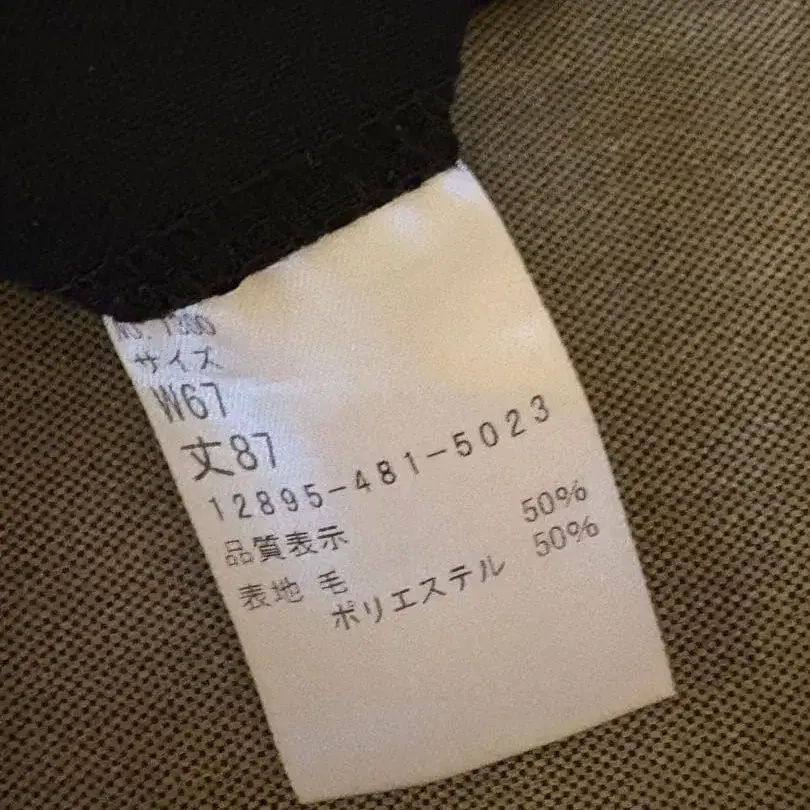 サイズ
W67
丈87
12895-481-5023
品質表示
表地 毛 50%
ポリエステル 50%